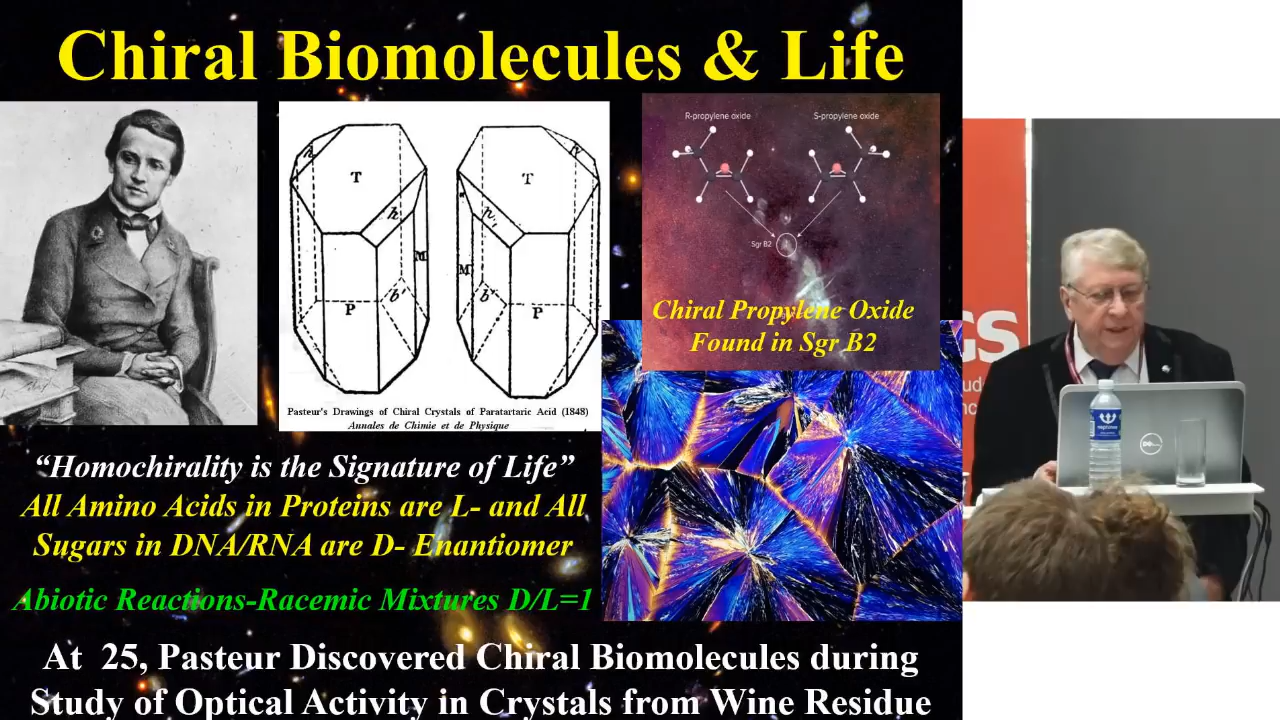 Chiral Biomolecules & Life
T
h
M
P
b
T
h
M
b
P
Pasteur's Drawings of Chiral Crystals of Paratartaric Acid (1848)
Annales de Chimie et de Physique
R-propylene oxide
S-propylene oxide
Sgr B2
Chiral Propylene Oxide
Found in Sgr B2
“Homochirality is the Signature of Life”
All Amino Acids in Proteins are L- and All
Sugars in DNA/RNA are D- Enantiomer
Abiotic Reactions-Racemic Mixtures D/L=1
At 25, Pasteur Discovered Chiral Biomolecules during
Study of Optical Activity in Crystals from Wine Residue
GS
DELL